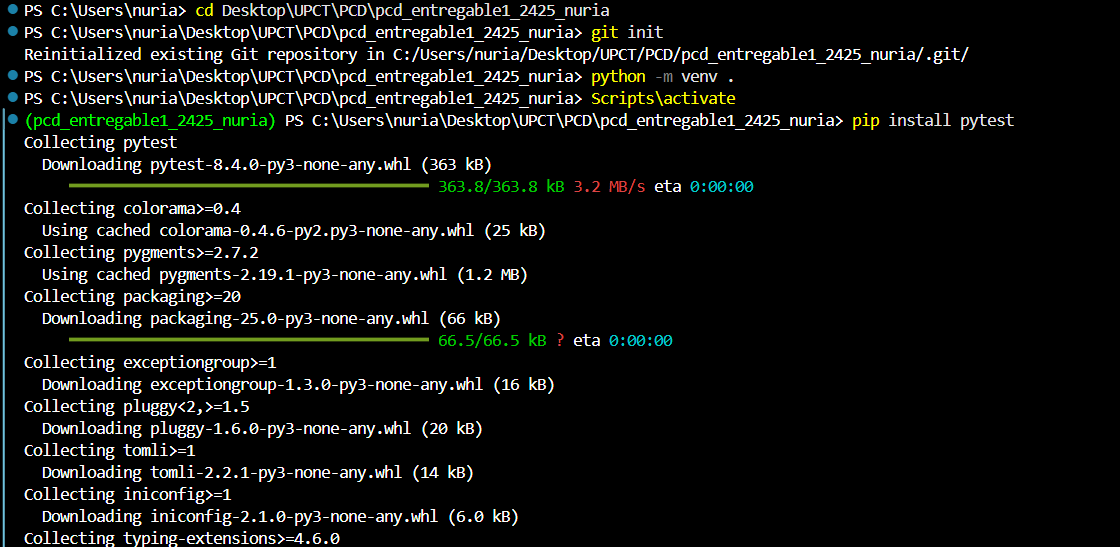 PS C:\Users\nuria> cd Desktop\UPCT\PCD\pcd_entregable1_2425_nuria
PS C:\Users\nuria\Desktop\UPCT\PCD\pcd_entregable1_2425_nuria> git init
Reinitialized existing Git repository in C:/Users/nuria/Desktop/UPCT/PCD/pcd_entregable1_2425_nuria/.git/
PS C:\Users\nuria\Desktop\UPCT\PCD\pcd_entregable1_2425_nuria> python -m venv .
PS C:\Users\nuria\Desktop\UPCT\PCD\pcd_entregable1_2425_nuria> Scripts\activate
(pcd_entregable1_2425_nuria) PS C:\Users\nuria\Desktop\UPCT\PCD\pcd_entregable1_2425_nuria> pip install pytest
Collecting pytest
  Downloading pytest-8.4.0-py3-none-any.whl (363 kB)
363.8/363.8 kB 3.2 MB/s eta 0:00:00
Collecting colorama>=0.4
  Using cached colorama-0.4.6-py2.py3-none-any.whl (25 kB)
Collecting pygments>=2.7.2
  Using cached pygments-2.19.1-py3-none-any.whl (1.2 MB)
Collecting packaging>=20
  Downloading packaging-25.0-py3-none-any.whl (66 kB)
66.5/66.5 kB ? eta 0:00:00
Collecting exceptiongroup>=1
  Downloading exceptiongroup-1.3.0-py3-none-any.whl (16 kB)
Collecting pluggy<2,>=1.5
  Downloading pluggy-1.6.0-py3-none-any.whl (20 kB)
Collecting tomli>=1
  Downloading tomli-2.2.1-py3-none-any.whl (14 kB)
Collecting iniconfig>=1
  Downloading iniconfig-2.1.0-py3-none-any.whl (6.0 kB)
Collecting typing-extensions>=4.6.0